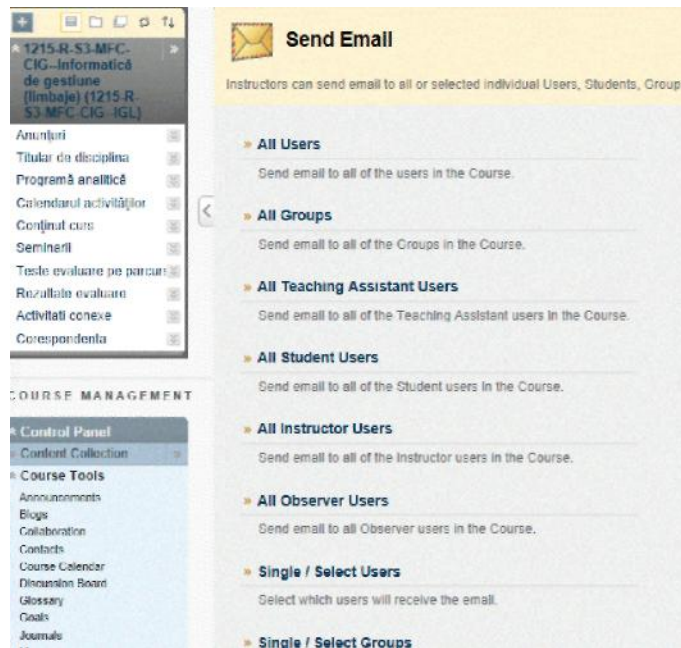 1215-R-S3-MFC-
CIG--Informatică
de gestiune
(limbaje) (1215-R-
S3-MFC-CIG--IGL)
Anunțuri
Titular de disciplina
Programă analitică
Calendarul activităților
Conținut curs
Seminarii
Teste evaluare pe parcurs
Rezultate evaluare
Activitati conexe
Corespondenta
COURSE MANAGEMENT
Control Panel
Content Collection
Course Tools
Announcements
Blogs
Collaboration
Contacts
Course Calendar
Discussion Board
Glossary
Goals
Journals
Send Email
Instructors can send email to all or selected individual Users, Students, Group
» All Users
Send email to all of the users in the Course.
» All Groups
Send email to all of the Groups in the Course.
» All Teaching Assistant Users
Send email to all of the Teaching Assistant users in the Course.
» All Student Users
Send email to all of the Student users in the Course.
» All Instructor Users
Send email to all of the Instructor users in the Course.
» All Observer Users
Send email to all Observer users in the Course.
» Single / Select Users
Select which users will receive the email.
» Single / Select Groups